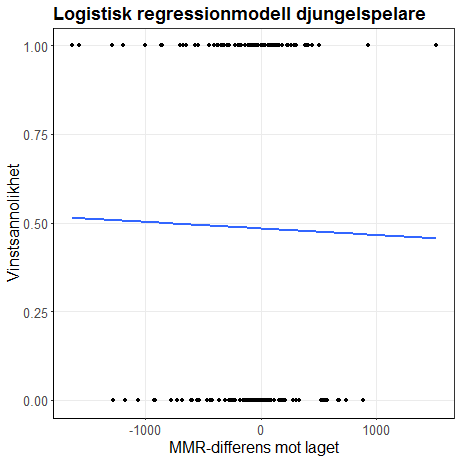 Logistisk regressionmodell djungelspelare
1.00
0.75
0.50
0.25
0.00
Vinstsannolikhet
-1000 0 1000
MMR-differens mot laget